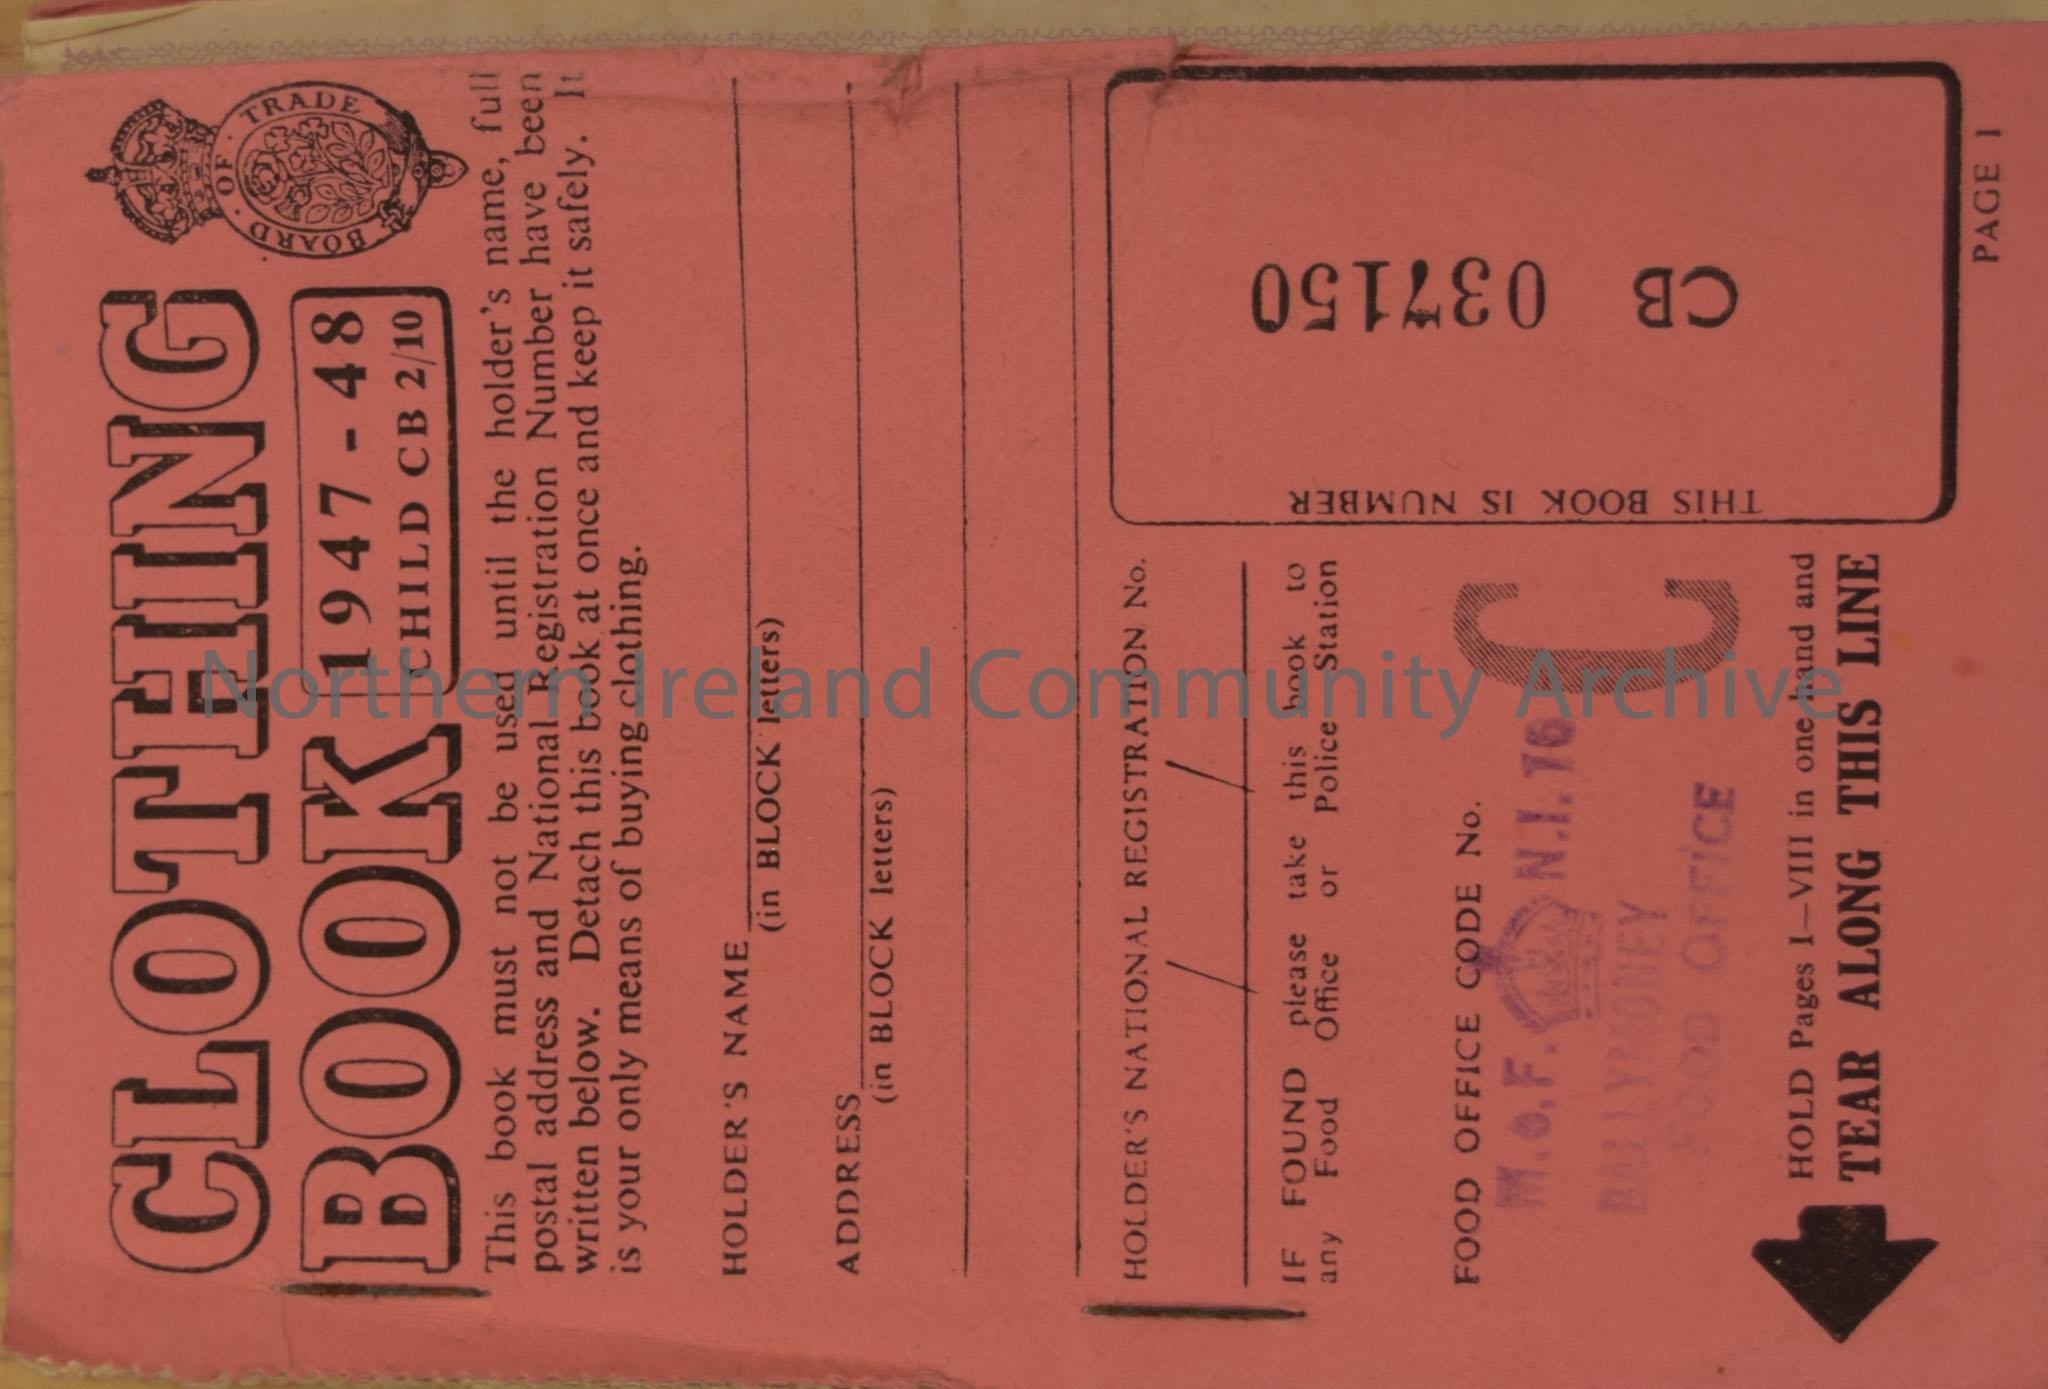 CLOTHING
BOOK
1947 - 48
CHILD CB 2/10
BOARD · OF · TRADE
This book must not be used until the holder's name, full
postal address and National Registration Number have been
written below. Detach this book at once and keep it safely. It
is your only means of buying clothing.
HOLDER'S NAME
(in BLOCK letters)
ADDRESS
(in BLOCK letters)
HOLDER'S NATIONAL REGISTRATION No.
/ /
IF FOUND please take this book to
any Food Office or Police Station
FOOD OFFICE CODE No.
M.o.F. N.I. 16
BALLYMONEY
FOOD OFFICE
C
THIS BOOK IS NUMBER
CB 037150
HOLD Pages I—VIII in one hand and
TEAR ALONG THIS LINE
PAGE I
Northern Ireland Community Archive